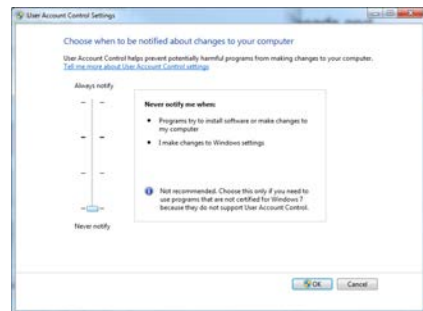 User Account Control Settings
Choose when to be notified about changes to your computer
User Account Control helps prevent potentially harmful programs from making changes to your computer.
Tell me more about User Account Control settings
Always notify
Never notify me when:
• Programs try to install software or make changes to
my computer
• I make changes to Windows settings
Not recommended. Choose this only if you need to
use programs that are not certified for Windows 7
because they do not support User Account Control.
Never notify
OK
Cancel